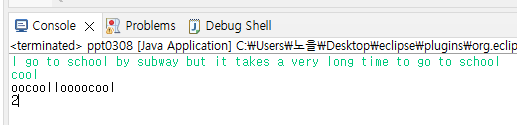 Console Problems Debug Shell
<terminated> ppt0308 [Java Application] C:₩Users₩노을₩Desktop₩eclipse₩plugins₩org.eclip
I go to school by subway but it takes a very long time to go to school
cool
oocoolloooocool
2